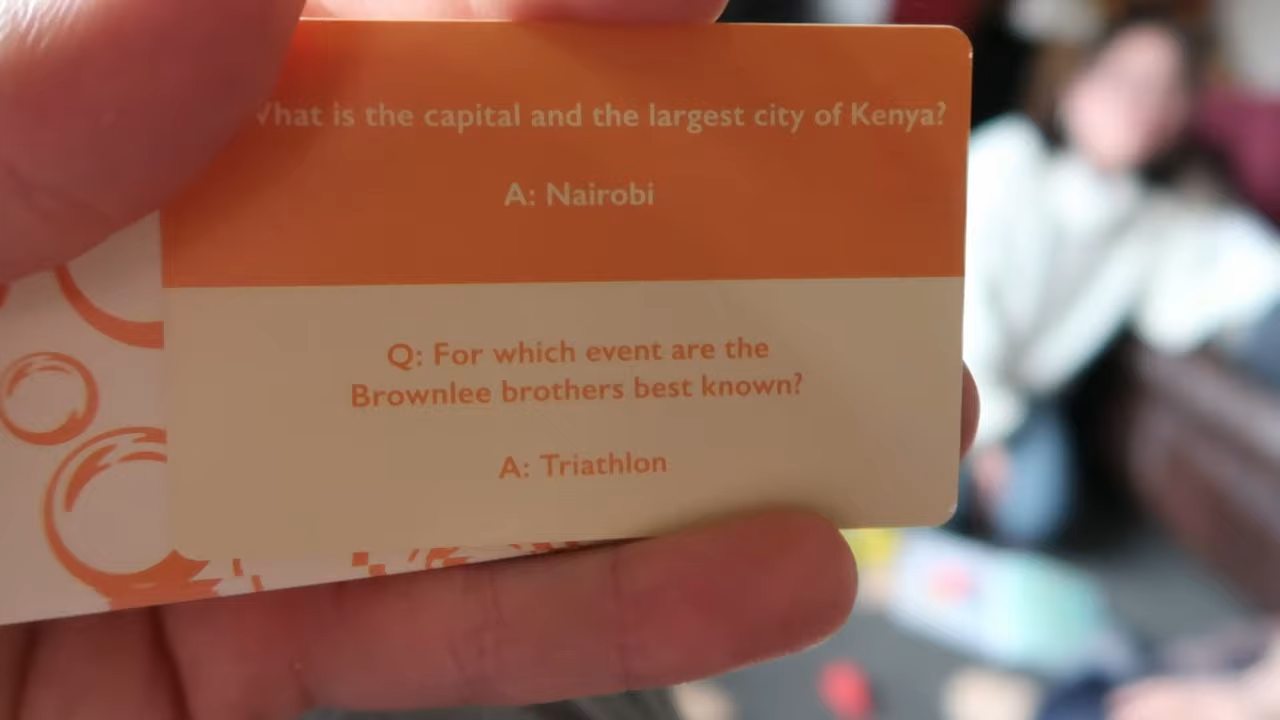 What is the capital and the largest city of Kenya?
A: Nairobi
Q: For which event are the
Brownlee brothers best known?
A: Triathlon